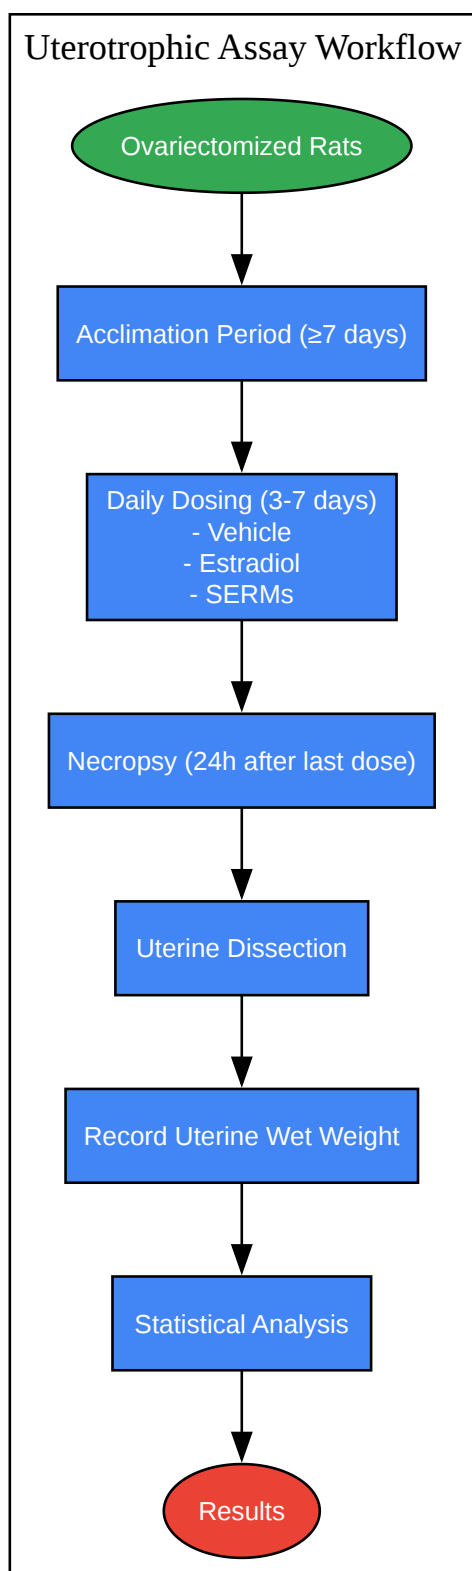 Uterotrophic Assay Workflow
Ovariectomized Rats
Acclimation Period (≥7 days)
Daily Dosing (3-7 days)
- Vehicle
- Estradiol
- SERMs
Necropsy (24h after last dose)
Uterine Dissection
Record Uterine Wet Weight
Statistical Analysis
Results